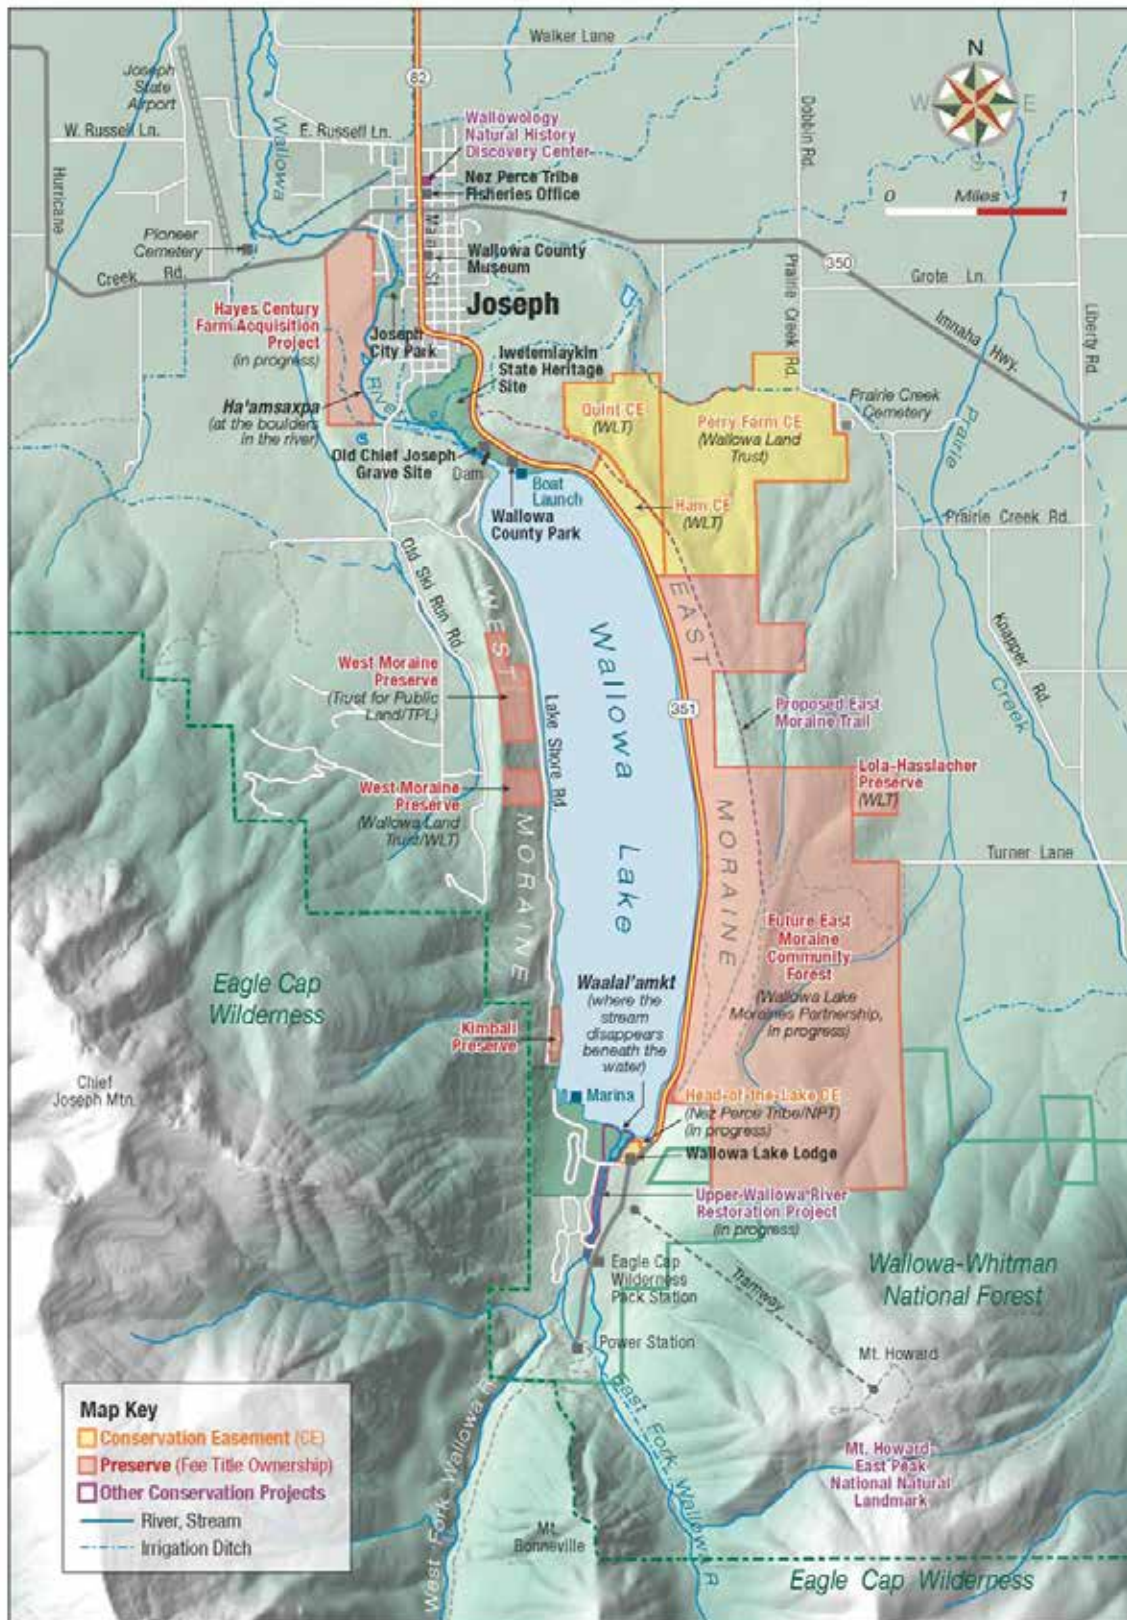 Walker Lane
N
W
E
S
82
Joseph
State
Airport
W. Russell Ln.
E. Russell Ln.
Wallowa
River
Wallowology
Natural History
Discovery Center
Nez Perce Tribe
Fisheries Office
Dobbin Rd.
0 Miles 1
Hurricane
Creek Rd.
Pioneer
Cemetery
Main St
Wallowa County
Museum
350
Grote Ln.
Imnaha Hwy.
Liberty Rd.
Prairie Creek Rd.
Joseph
Hayes Century
Farm Acquisition
Project
(in progress)
Joseph
City Park
Iwetemlaykin
State Heritage
Site
Ha'amsaxpa
(at the boulders
in the river)
Quint CE
(WLT)
Perry Farm CE
(Wallowa Land
Trust)
Prairie Creek
Cemetery
Prairie
Creek
Old Chief Joseph
Grave Site
Dam
Boat
Launch
Wallowa
County Park
Ham CE
(WLT)
Prairie Creek Rd.
Old Ski Run Rd.
WEST
MORAINE
EAST
MORAINE
Wallowa Lake
Knapper Rd.
West Moraine
Preserve
(Trust for Public
Land/TPL)
Lake Shore Rd.
351
Proposed East
Moraine Trail
Lola-Hasslacher
Preserve
(WLT)
West Moraine
Preserve
(Wallowa Land
Trust/WLT)
Turner Lane
Future East
Moraine
Community
Forest
(Wallowa Lake
Moraines Partnership,
in progress)
Eagle Cap
Wilderness
Waalal'amkt
(where the
stream
disappears
beneath the
water)
Kimball
Preserve
Chief
Joseph Mtn.
Marina
Head-of-the-Lake CE
(Nez Perce Tribe/NPT)
(in progress)
Wallowa Lake Lodge
Upper Wallowa River
Restoration Project
(in progress)
Eagle Cap
Wilderness
Pack Station
Tramway
Wallowa-Whitman
National Forest
Power Station
Mt. Howard
Map Key
Conservation Easement (CE)
Preserve (Fee Title Ownership)
Other Conservation Projects
River, Stream
Irrigation Ditch
West Fork Wallowa R
East Fork Wallowa R
Mt. Howard
East Peak
National Natural
Landmark
Mt.
Bonneville
Eagle Cap Wilderness